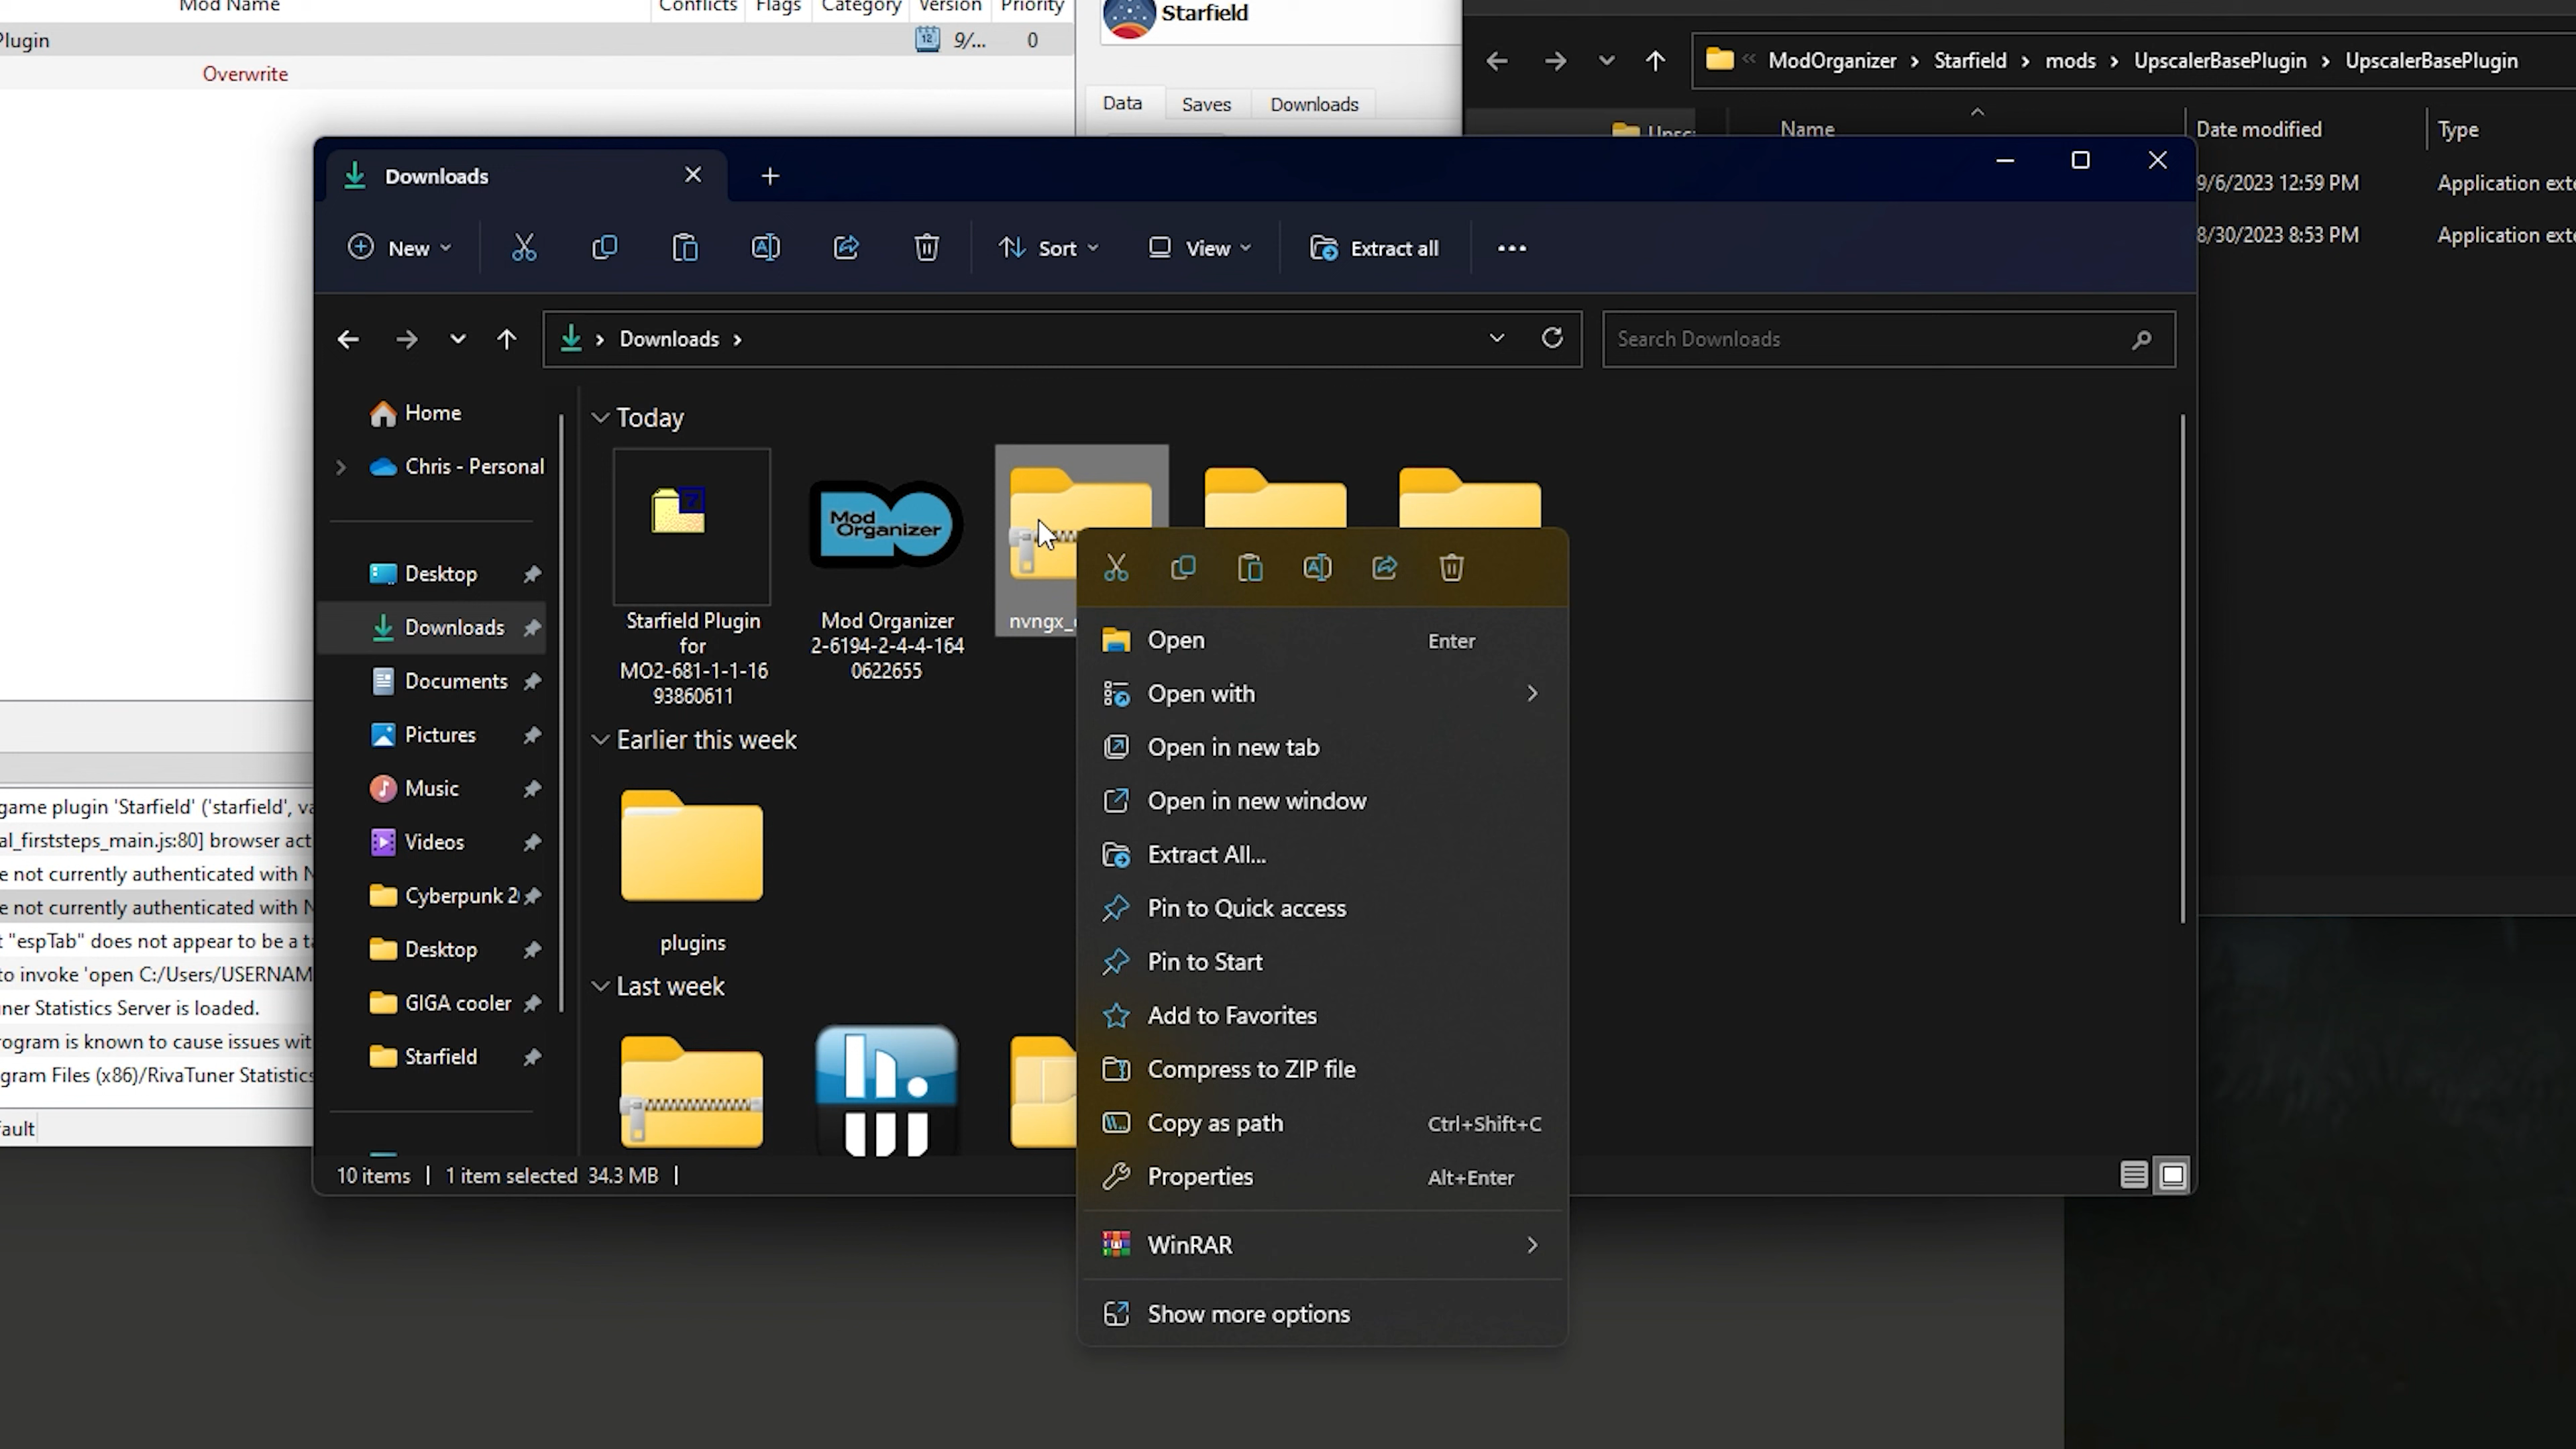 Mod Name
Conflicts
Flags
Category
Version
Priority
Plugin
12
9/...
0
Overwrite
Starfield
Data
Saves
Downloads
« ModOrganizer > Starfield > mods > UpscalerBasePlugin > UpscalerBasePlugin
Name
Date modified
Type
9/6/2023 12:59 PM
Application exte
8/30/2023 8:53 PM
Application exte
Downloads
New
Sort
View
Extract all
Downloads
Search Downloads
Home
Chris - Personal
Desktop
Downloads
Documents
Pictures
Music
Videos
Cyberpunk 2
Desktop
GIGA cooler
Starfield
Today
Starfield Plugin
for
MO2-681-1-1-16
93860611
Mod
Organizer
Mod Organizer
2-6194-2-4-4-164
0622655
nvngx_
Earlier this week
plugins
Last week
Open
Enter
Open with
Open in new tab
Open in new window
Extract All...
Pin to Quick access
Pin to Start
Add to Favorites
Compress to ZIP file
Copy as path
Ctrl+Shift+C
Properties
Alt+Enter
WinRAR
Show more options
10 items
1 item selected 34.3 MB
game plugin 'Starfield' ('starfield', va
al_firststeps_main.js:80] browser act
e not currently authenticated with N
e not currently authenticated with N
t "espTab" does not appear to be a ta
to invoke 'open C:/Users/USERNAM
ner Statistics Server is loaded.
rogram is known to cause issues wit
gram Files (x86)/RivaTuner Statistics
fault